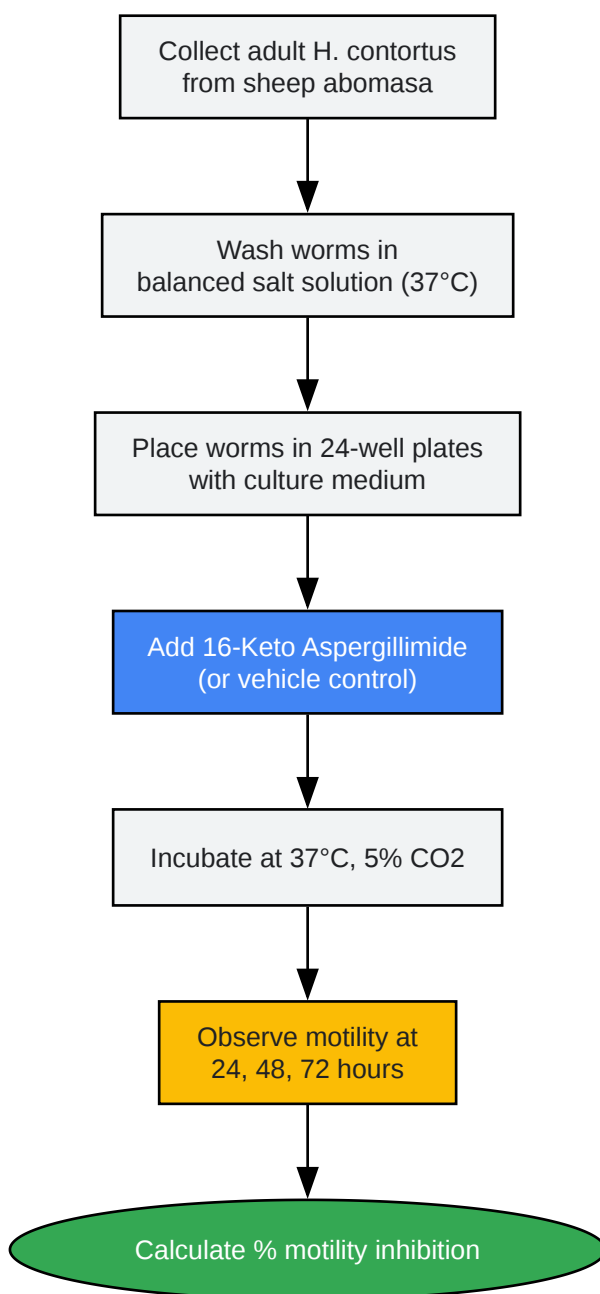 Collect adult H. contortus
from sheep abomasa
Wash worms in
balanced salt solution (37°C)
Place worms in 24-well plates
with culture medium
Add 16-Keto Aspergillimide
(or vehicle control)
Incubate at 37°C, 5% CO2
Observe motility at
24, 48, 72 hours
Calculate % motility inhibition